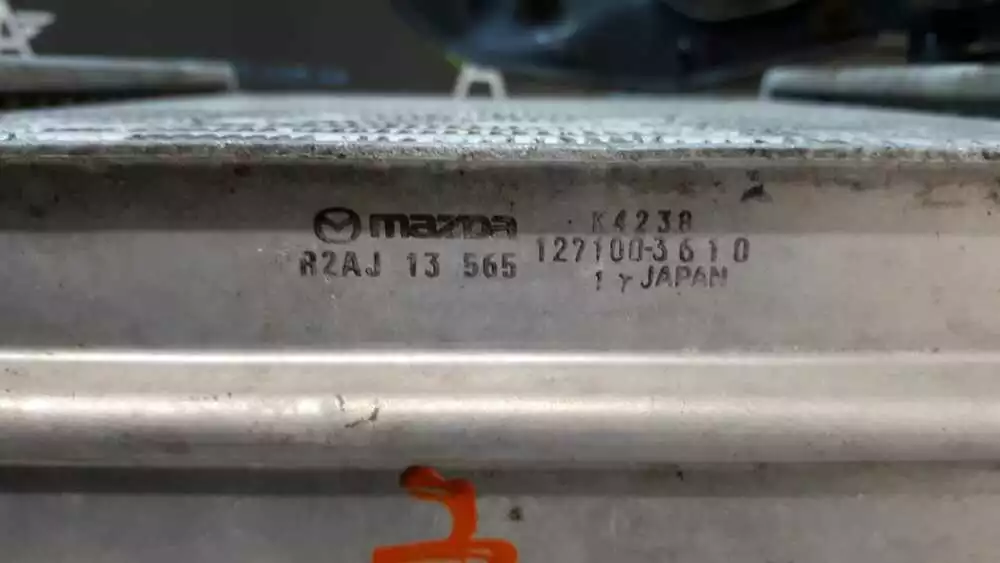 mazda K4238
R2AJ 13 565 127100-3610
1 Y JAPAN